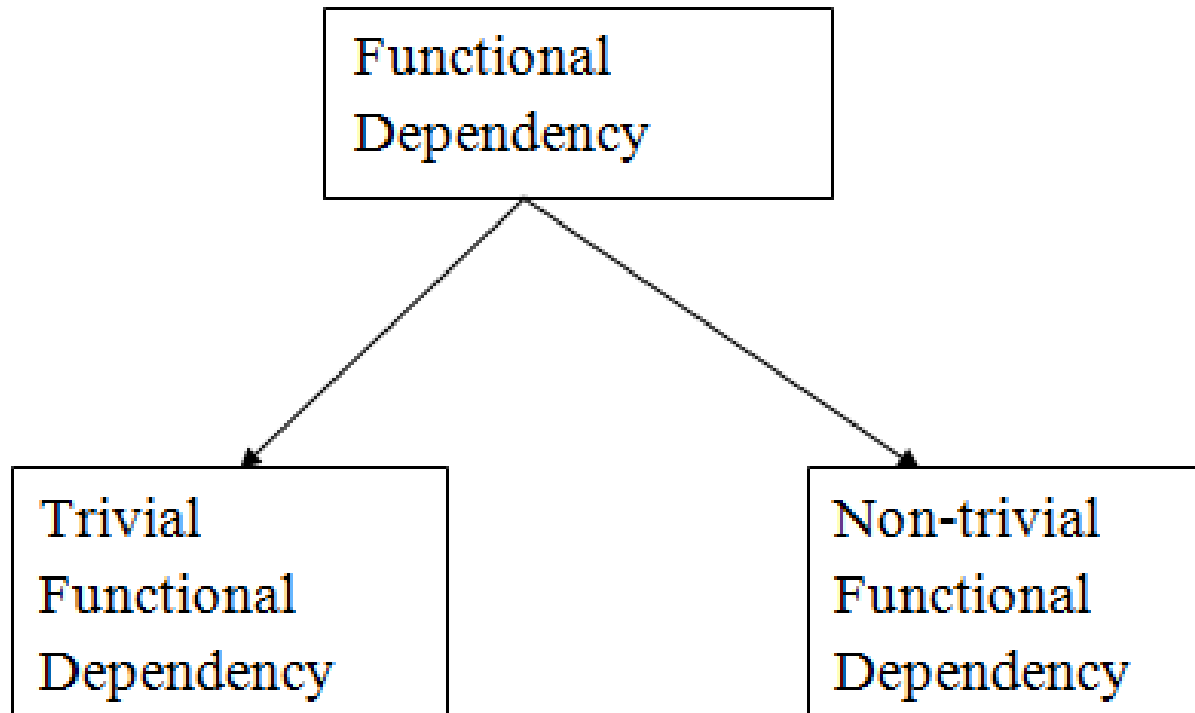 Functional
Dependency
Trivial
Functional
Dependency
Non-trivial
Functional
Dependency